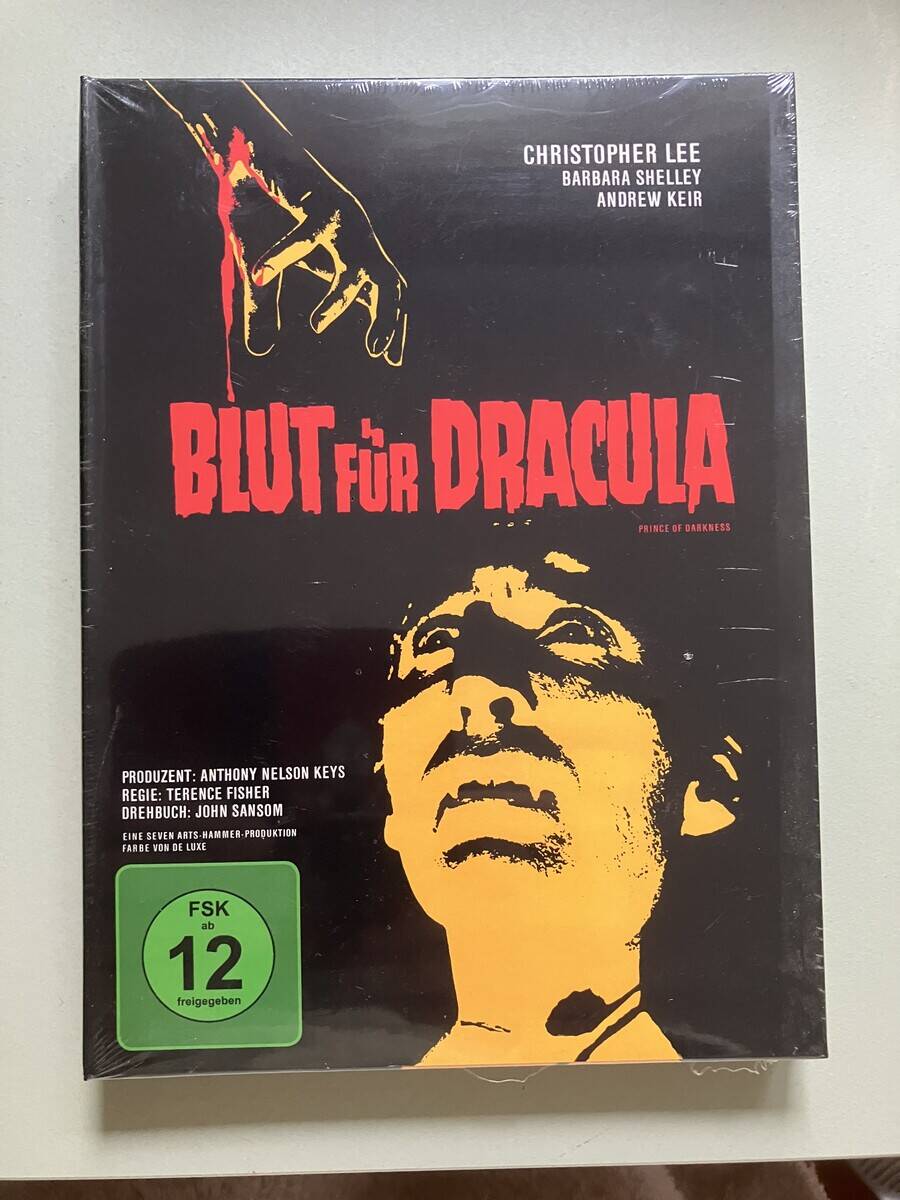 CHRISTOPHER LEE
BARBARA SHELLEY
ANDREW KEIR
BLUT FÜR DRACULA
PRINCE OF DARKNESS
PRODUZENT: ANTHONY NELSON KEYS
REGIE: TERENCE FISHER
DREHBUCH: JOHN SANSOM
EINE SEVEN ARTS-HAMMER-PRODUKTION
FARBE VON DE LUXE
FSK
ab
12
freigegeben